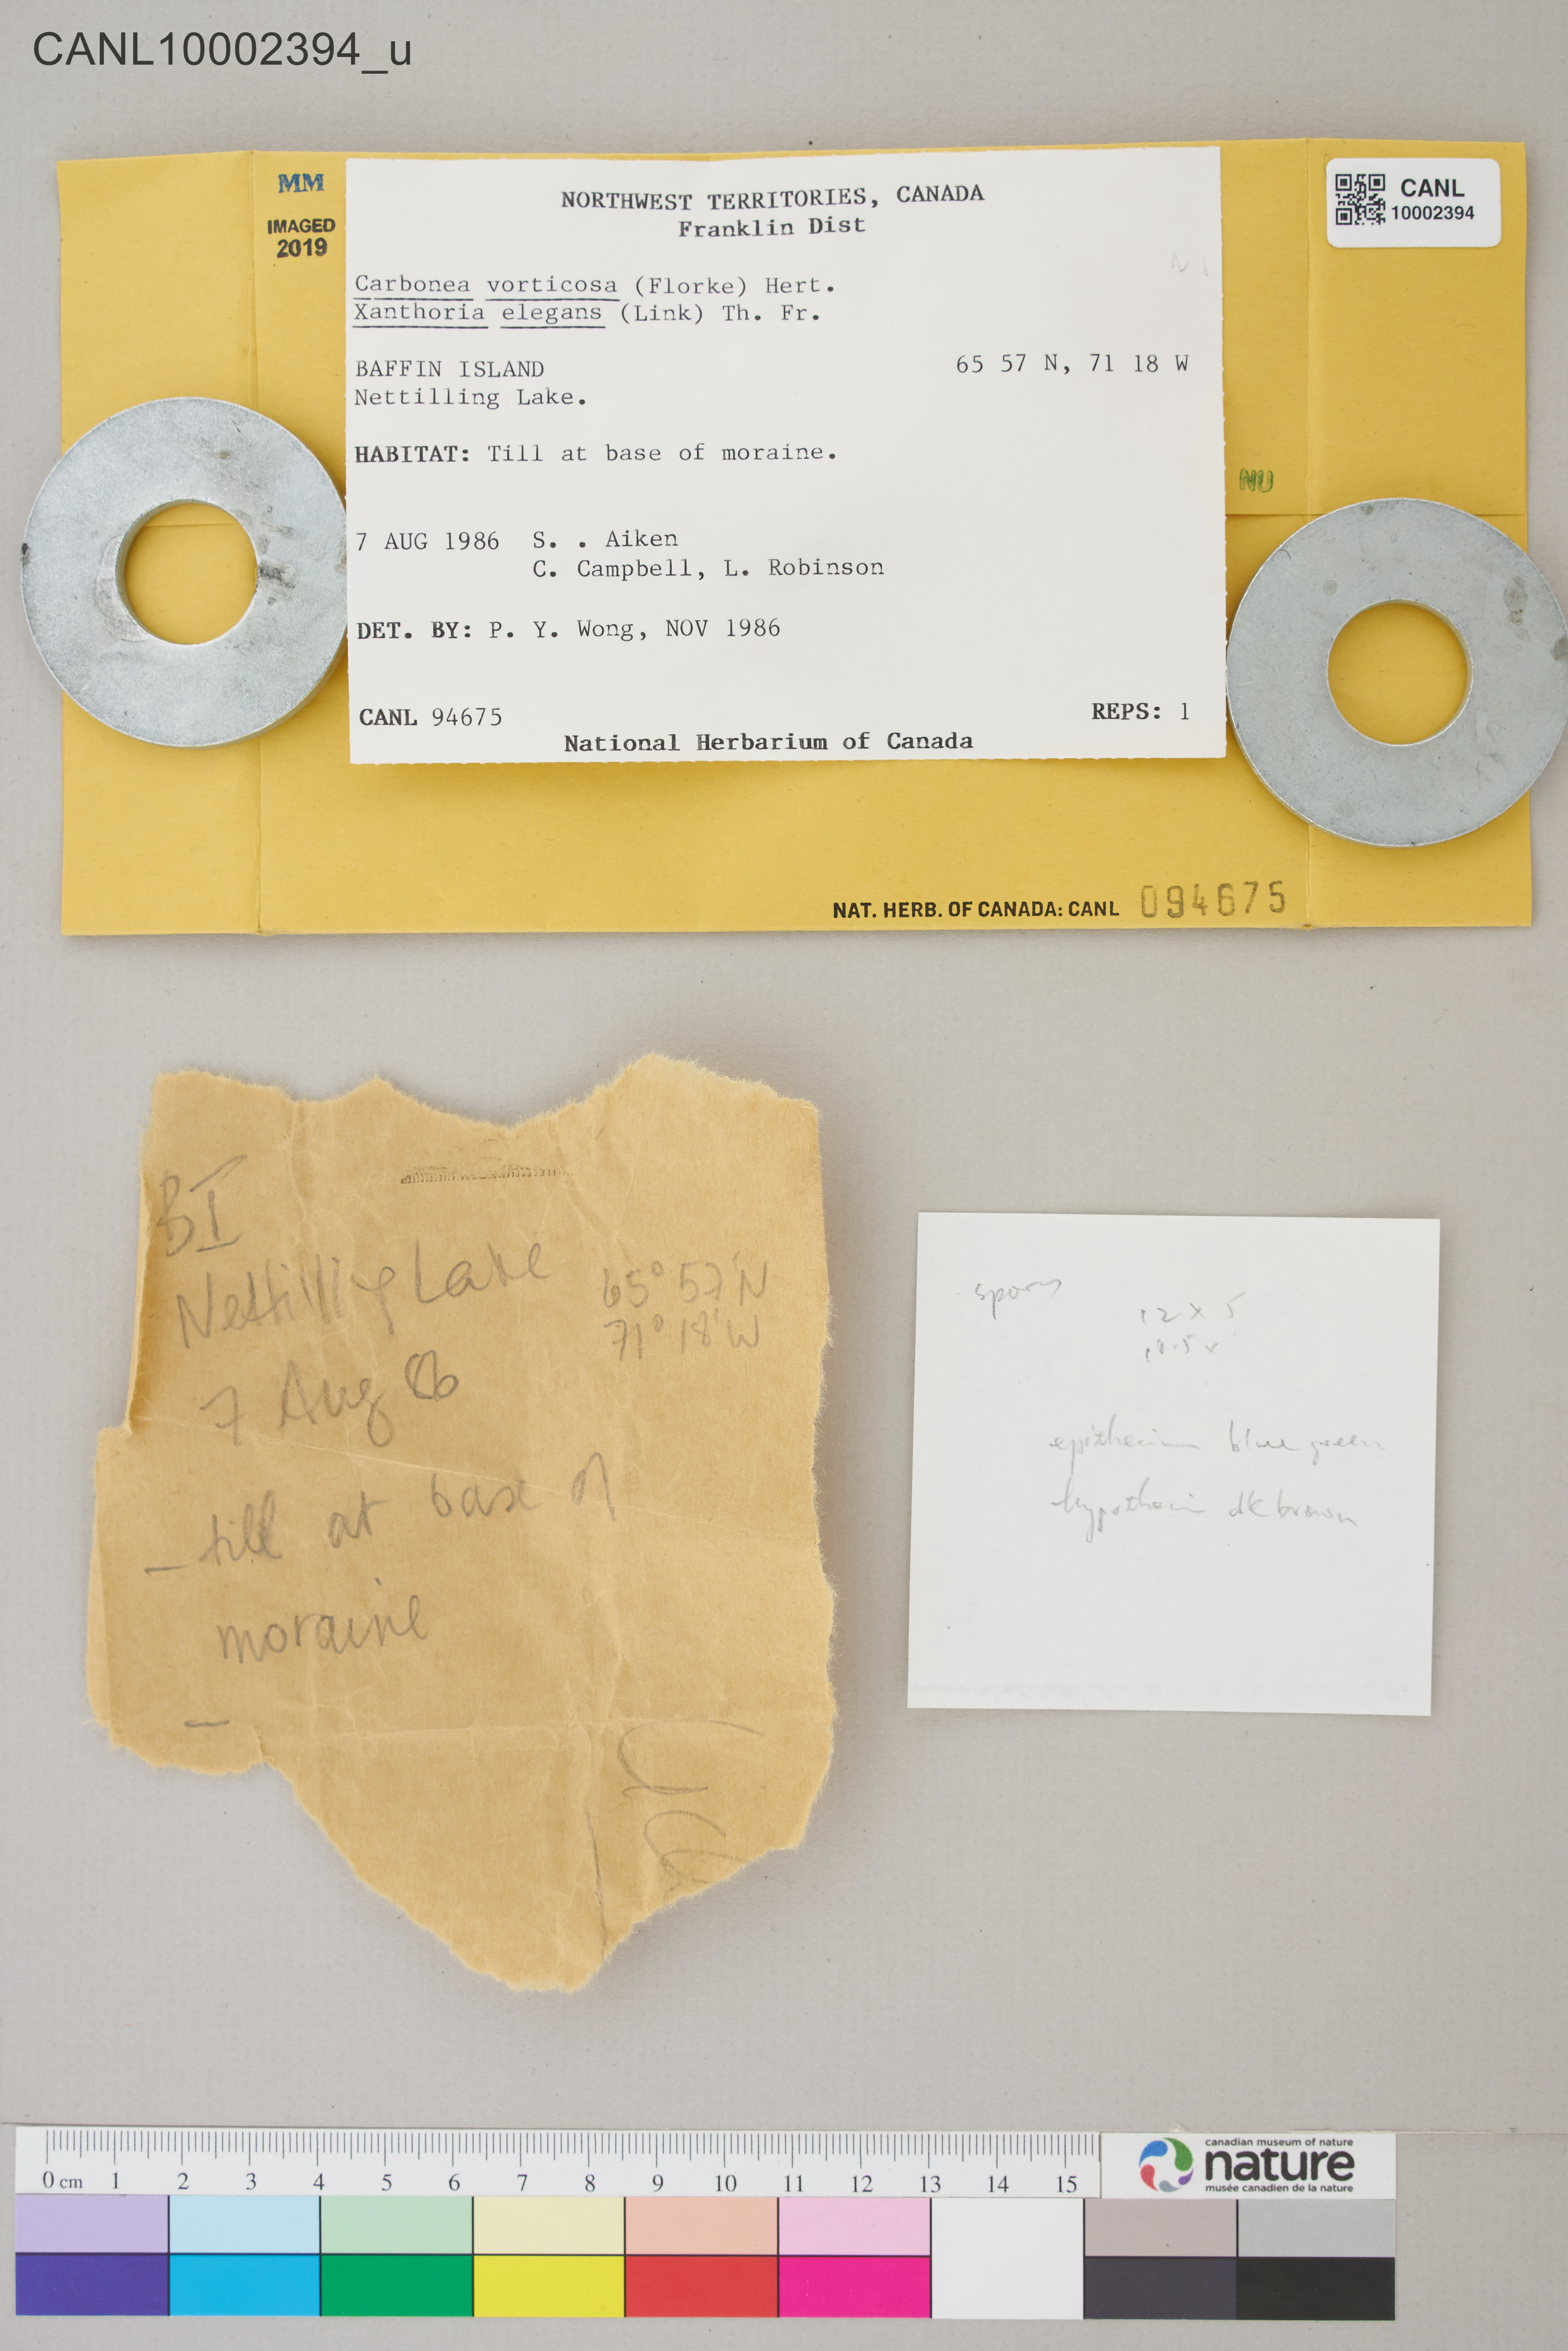 CANL10002394_u
MM
IMAGED
2019
NORTHWEST TERRITORIES, CANADA
Franklin Dist
CANL
10002394
Carbonea vorticosa (Florke) Hert.
Xanthoria elegans (Link) Th. Fr.
BAFFIN ISLAND 65 57 N, 71 18 W
Nettilling Lake.
HABITAT: Till at base of moraine.
NU
7 AUG 1986 S. . Aiken
C. Campbell, L. Robinson
DET. BY: P. Y. Wong, NOV 1986
CANL 94675 REPS: 1
National Herbarium of Canada
NAT. HERB. OF CANADA: CANL 094675
BI
Nettilling Lake 65° 57'N
71° 18'W
7 Aug 86
– till at base of
moraine
–
spores
12 x 5
10.5 x
epithecium blue green
dk brown
0 cm 1 2 3 4 5 6 7 8 9 10 11 12 13 14 15
canadian museum of nature
nature
musée canadien de la nature